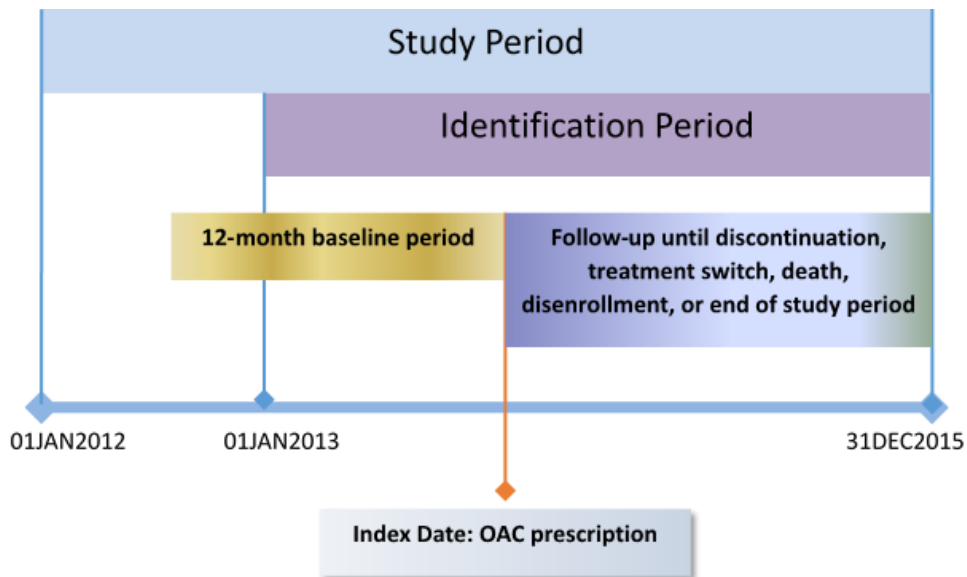 Study Period
Identification Period
12-month baseline period
Follow-up until discontinuation,
treatment switch, death,
disenrollment, or end of study period
01JAN2012
01JAN2013
31DEC2015
Index Date: OAC prescription